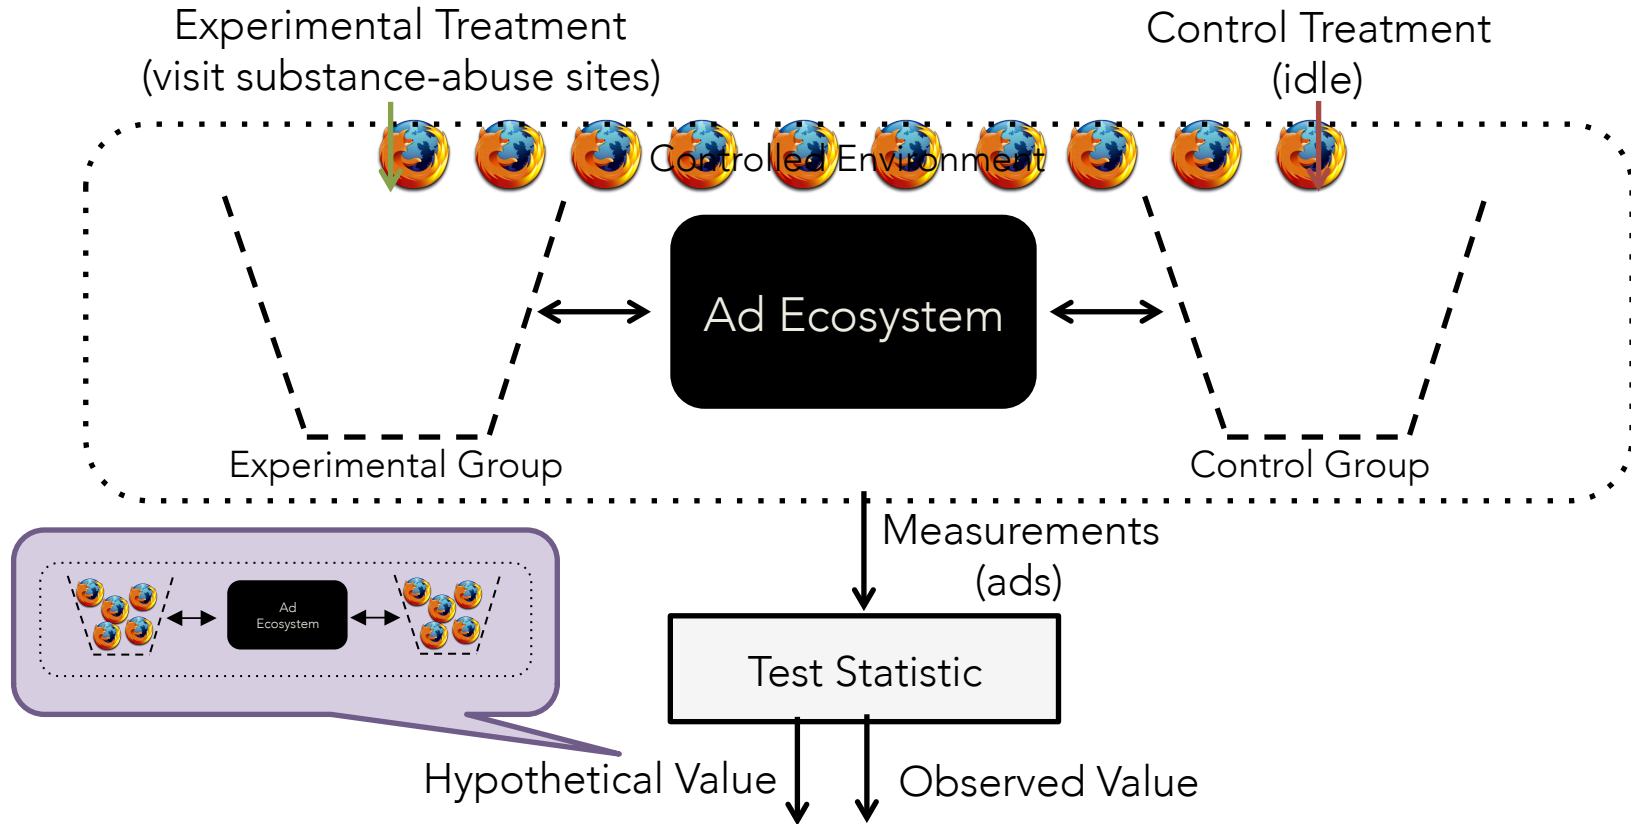 Experimental Treatment
(visit substance-abuse sites)
Control Treatment
(idle)
Controlled Environment
Ad Ecosystem
Experimental Group
Control Group
Measurements
(ads)
Ad
Ecosystem
Test Statistic
Hypothetical Value
Observed Value